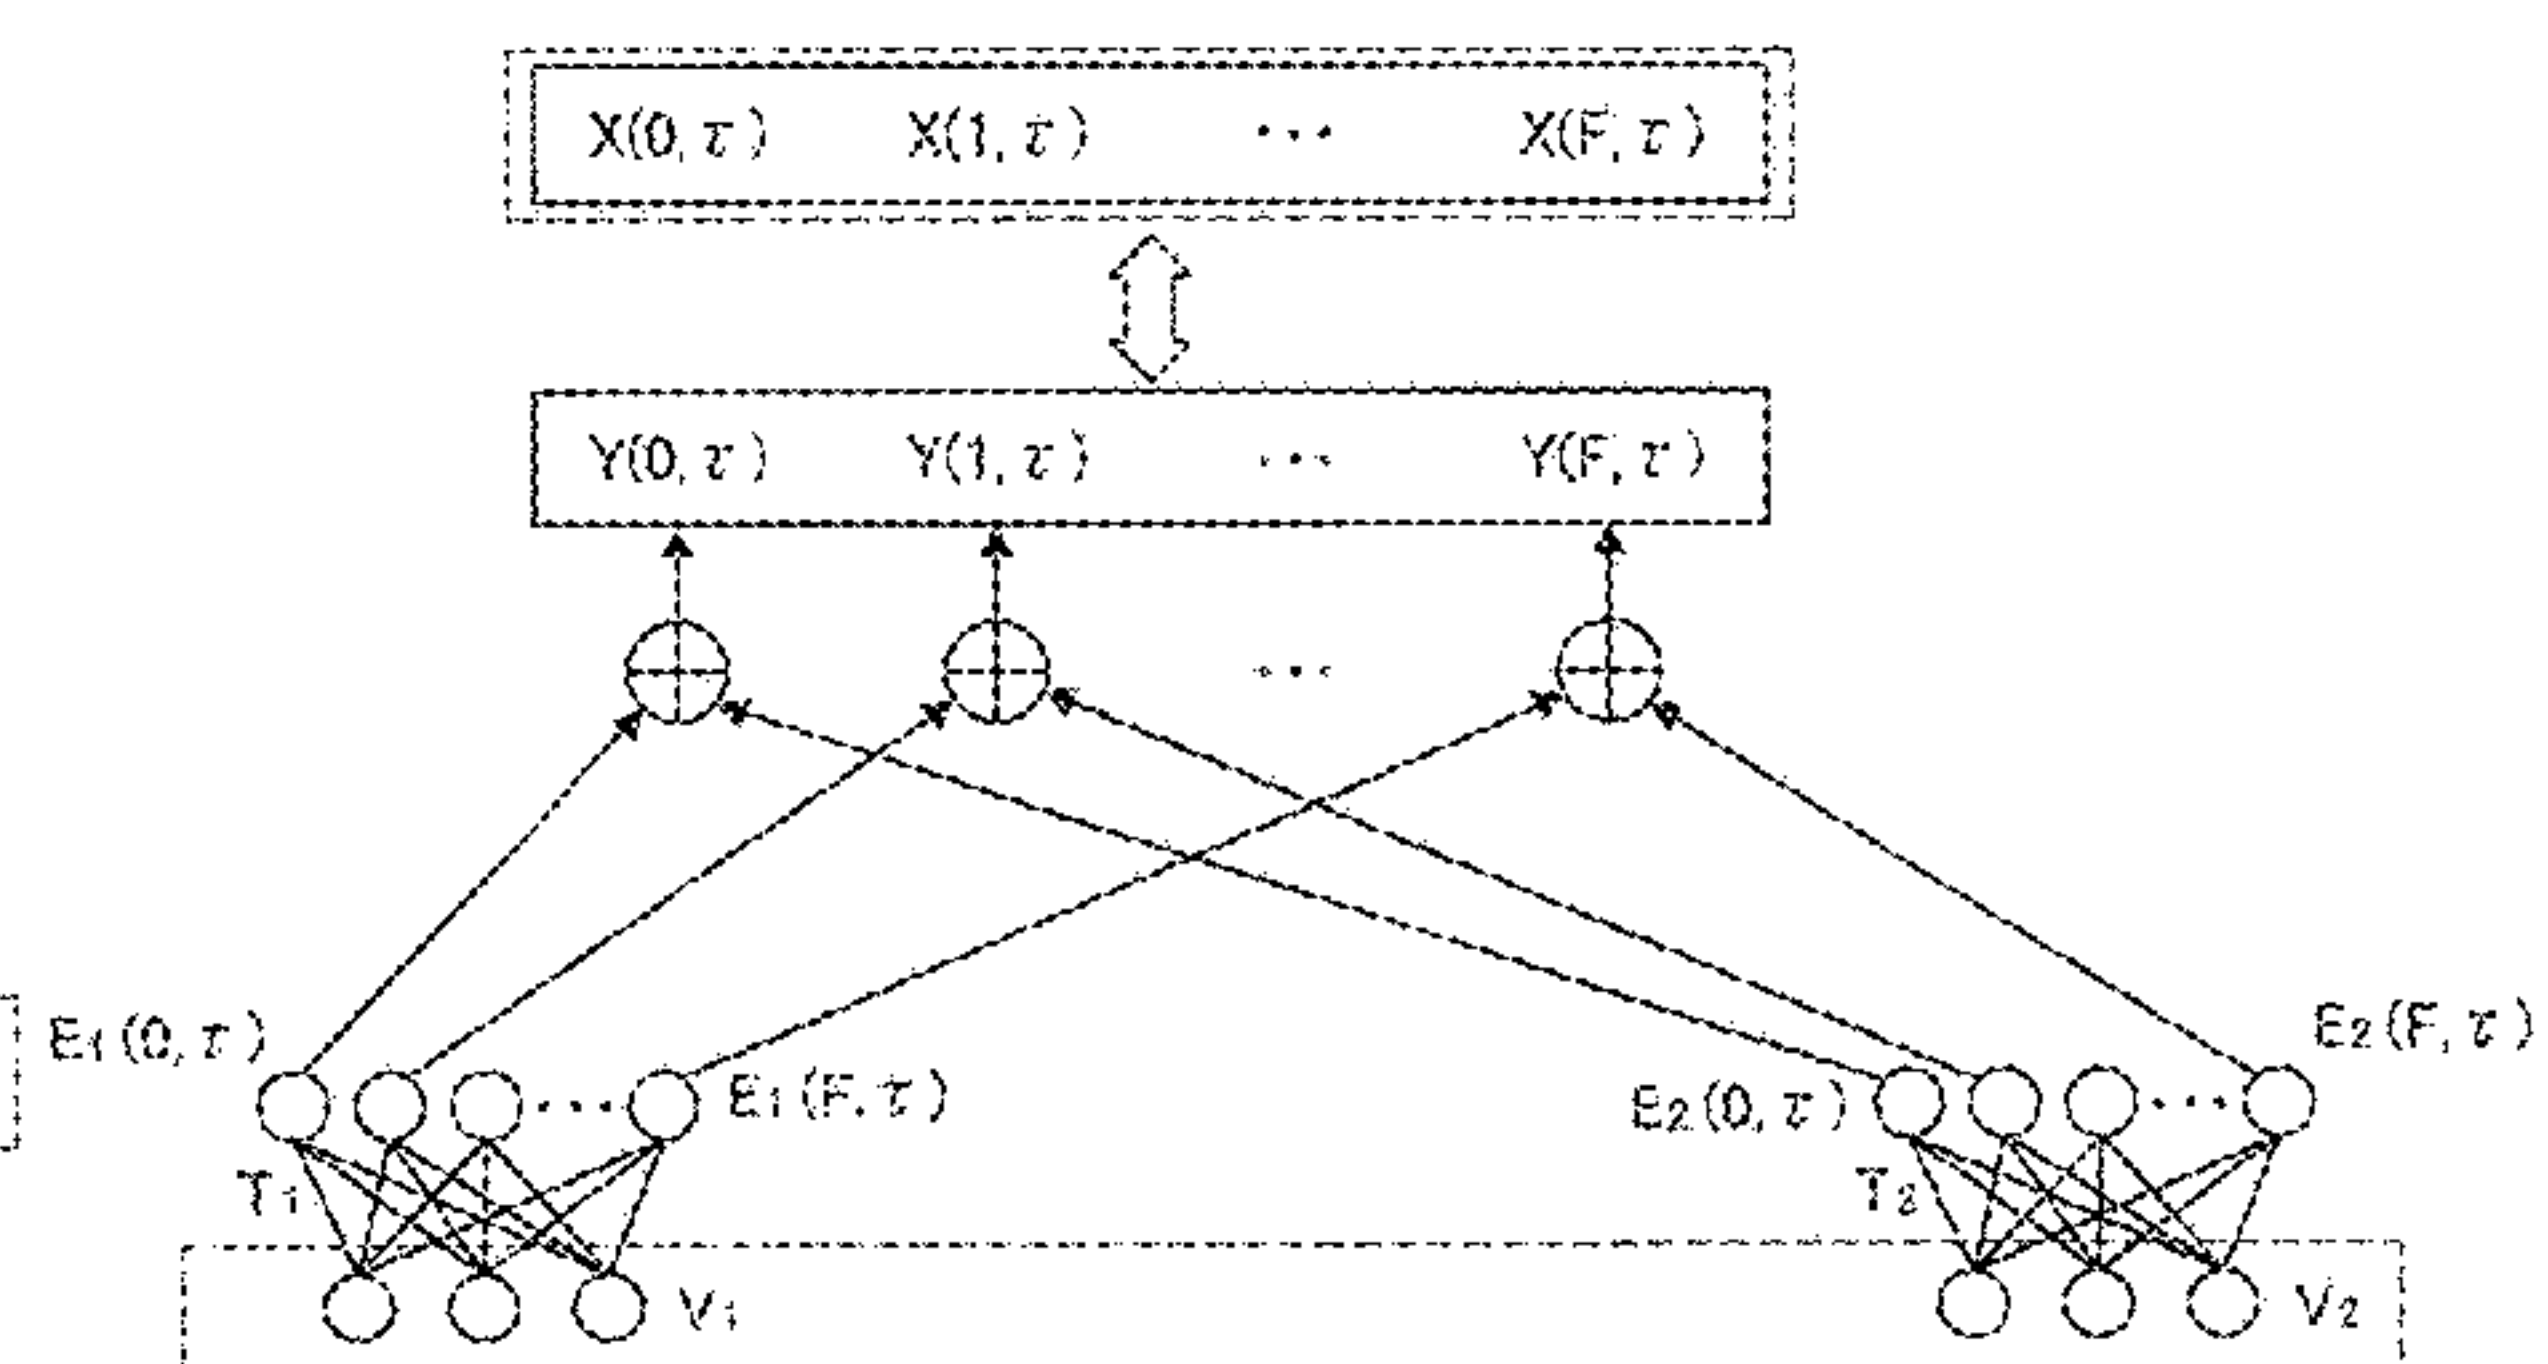 X(0, τ) X(1, τ) ··· X(F, τ)
Y(0, τ) Y(1, τ) ··· Y(F, τ)
···
E1(0, τ) E2(F, τ)
··· E1(F, τ) E2(0, τ) ···
T1 T2
V1 V2